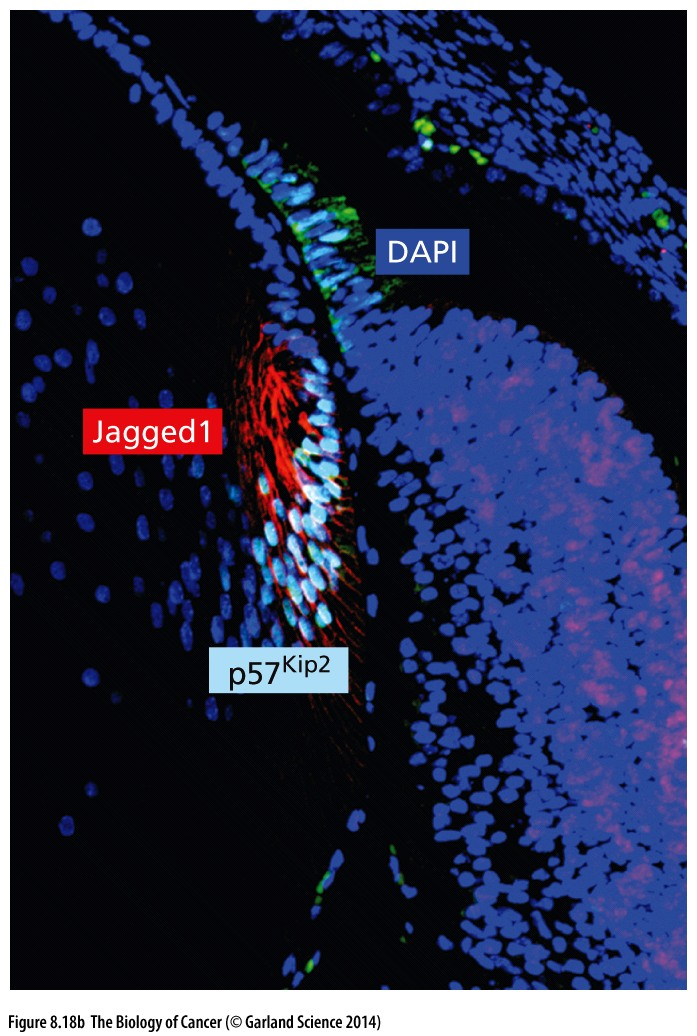 DAPI
Jagged1
p57Kip2
Figure 8.18b The Biology of Cancer (© Garland Science 2014)